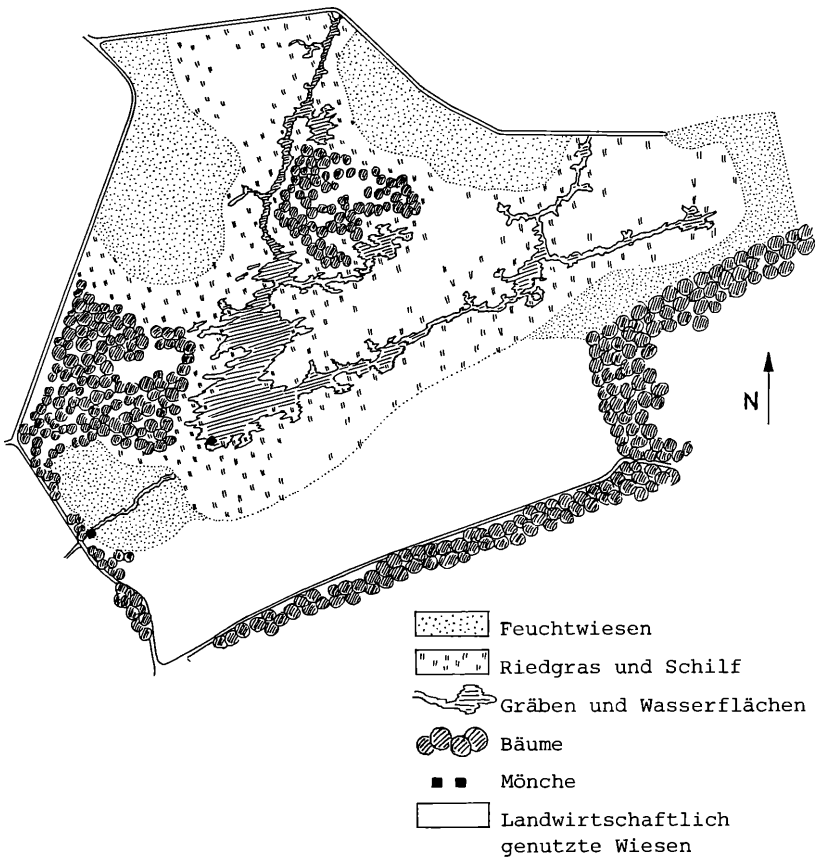 N
Feuchtwiesen
Riedgras und Schilf
Gräben und Wasserflächen
Bäume
Mönche
Landwirtschaftlich
genutzte Wiesen